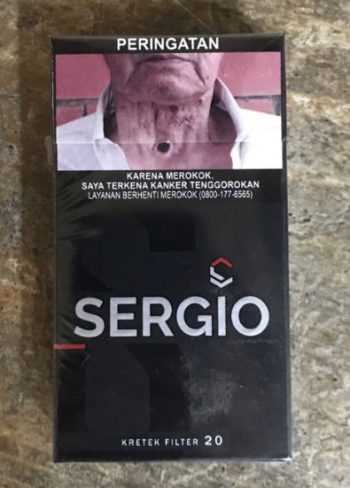 PERINGATAN
KARENA MEROKOK,
SAYA TERKENA KANKER TENGGOROKAN
LAYANAN BERHENTI MEROKOK (0800-177-6565)
SERGIO
KRETEK FILTER 20